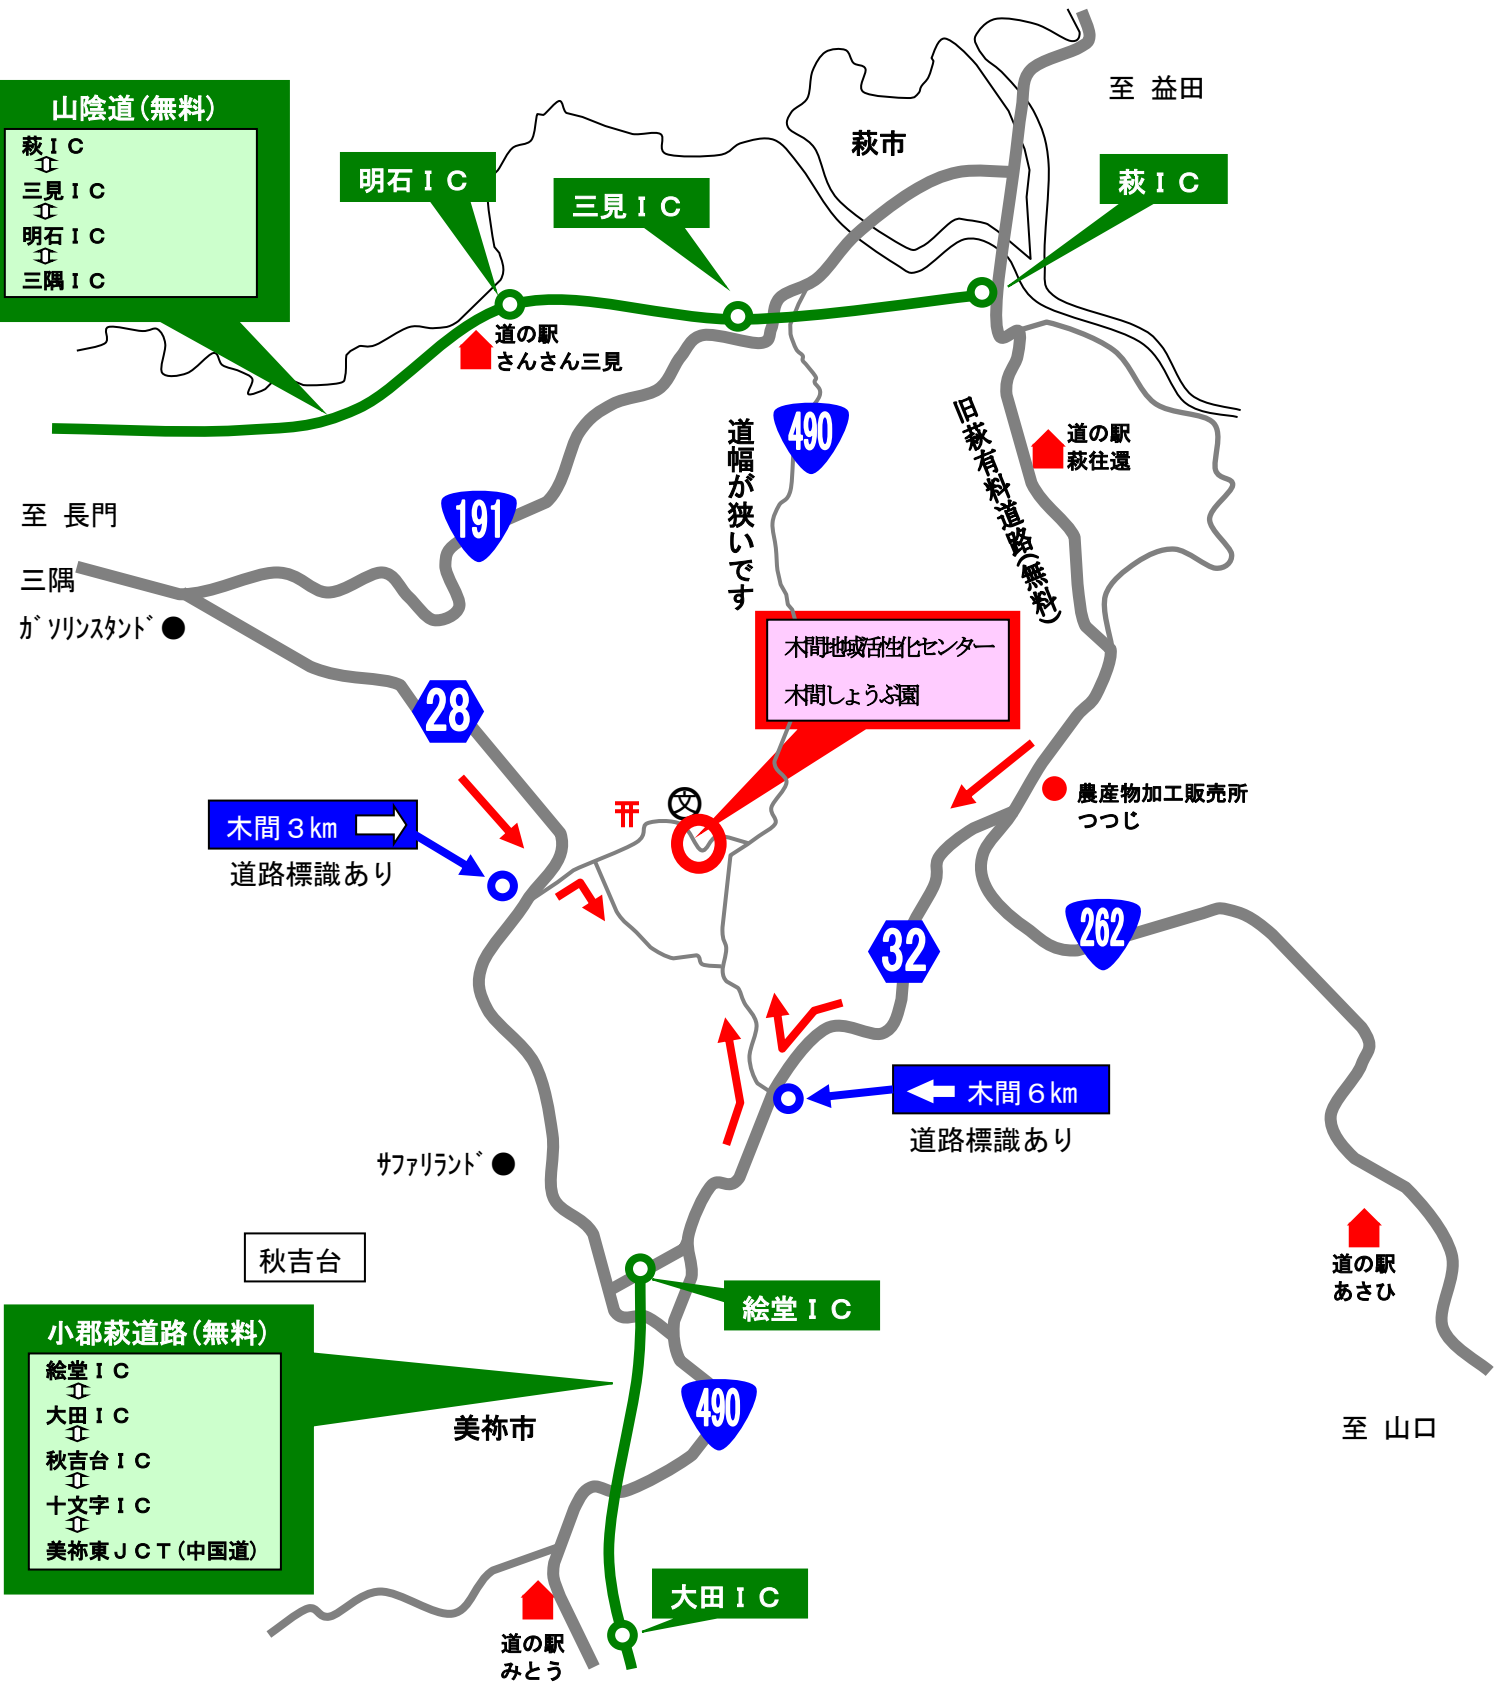 至 益田
山陰道(無料)
萩ＩＣ
三見ＩＣ
明石ＩＣ
三隅ＩＣ
萩市
明石ＩＣ
三見ＩＣ
萩ＩＣ
道の駅
さんさん三見
490
道幅が狭いです
旧萩有料道路(無料)
道の駅
萩往還
191
至 長門
三隅
ｶﾞｿﾘﾝｽﾀﾝﾄﾞ
木間地域活性化センター
木間しょうぶ園
28
文
農産物加工販売所
つつじ
木間３㎞
道路標識あり
32
262
木間６㎞
道路標識あり
ｻﾌｧﾘﾗﾝﾄﾞ
秋吉台
道の駅
あさひ
絵堂ＩＣ
小郡萩道路(無料)
絵堂ＩＣ
大田ＩＣ
秋吉台ＩＣ
十文字ＩＣ
美祢東ＪＣＴ(中国道)
美祢市
490
至 山口
大田ＩＣ
道の駅
みとう